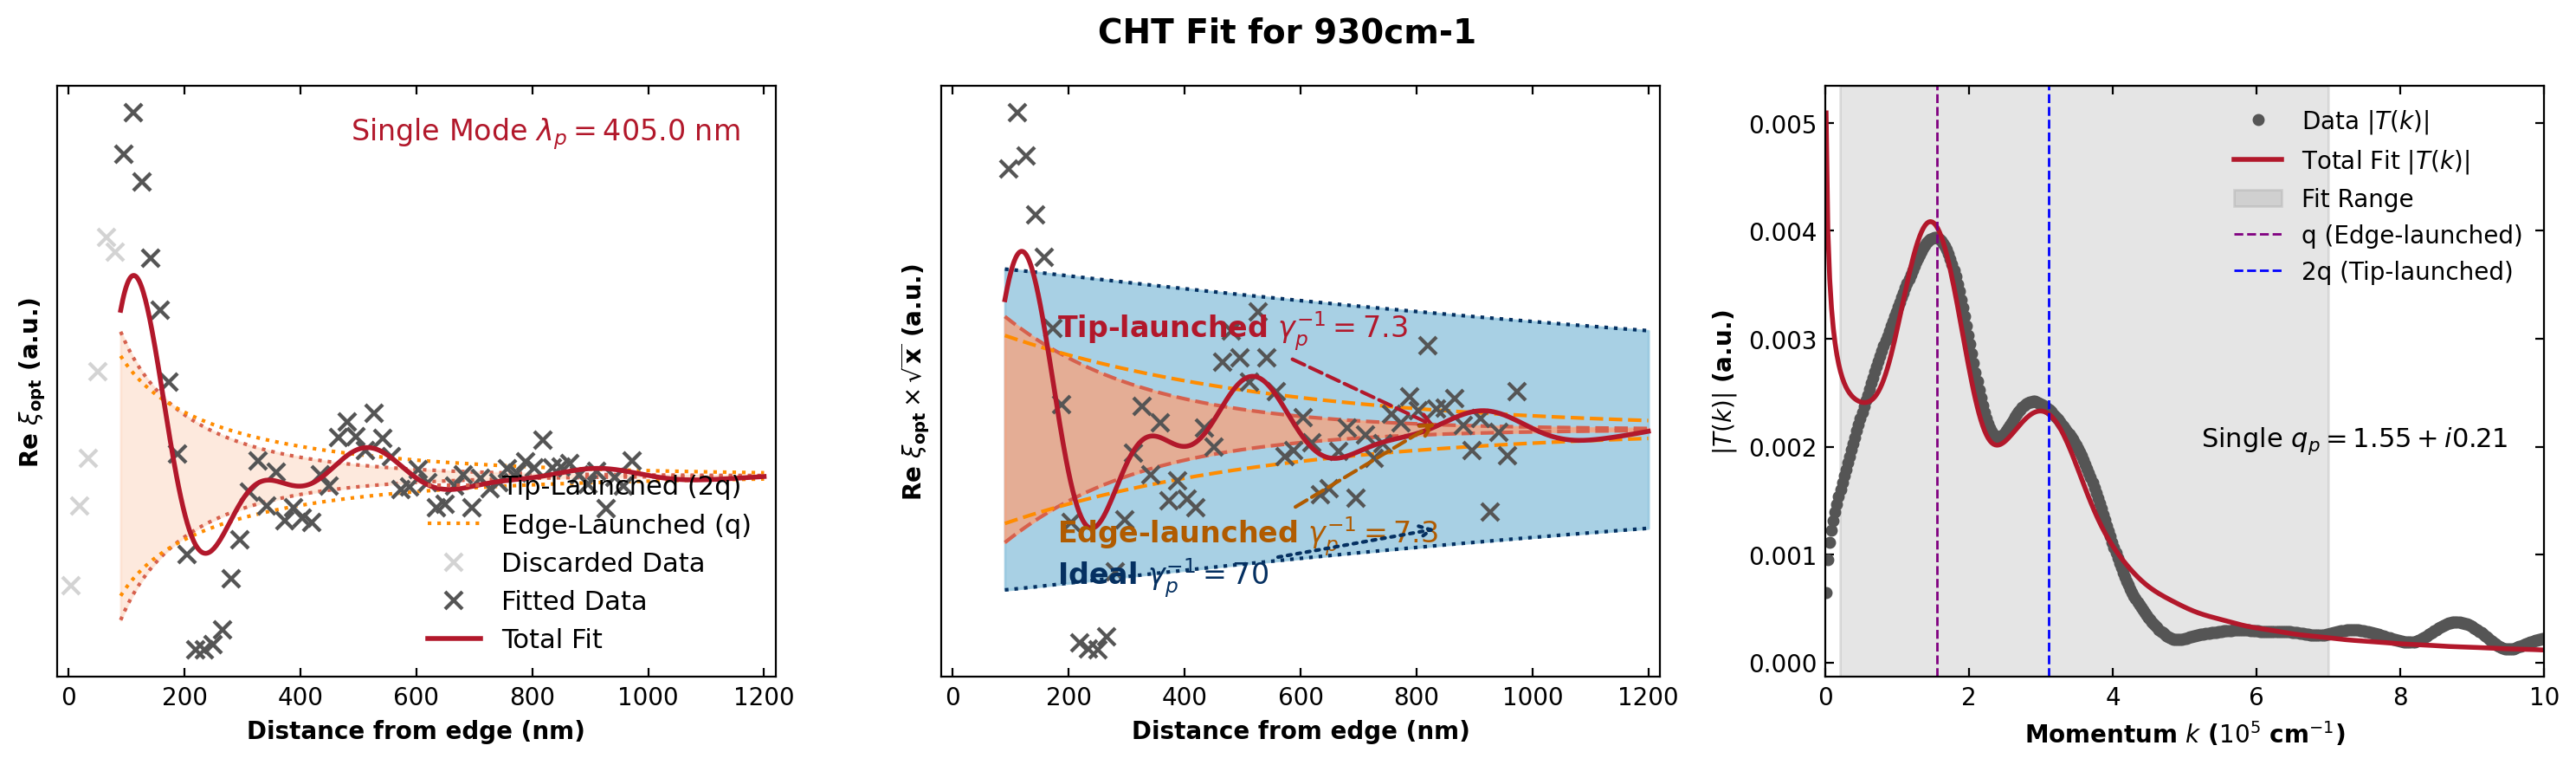 CHT Fit for 930cm-1
Single Mode λp = 405.0 nm
Tip-Launched (2q)
Edge-Launched (q)
Discarded Data
Fitted Data
Total Fit
Re ξopt (a.u.)
0 200 400 600 800 1000 1200
Distance from edge (nm)
Tip-launched γp⁻¹ = 7.3
Edge-launched γp⁻¹ = 7.3
Ideal γp⁻¹ = 70
Re ξopt × √x (a.u.)
0 200 400 600 800 1000 1200
Distance from edge (nm)
Data |T(k)|
Total Fit |T(k)|
Fit Range
q (Edge-launched)
2q (Tip-launched)
Single qp = 1.55 + i0.21
|T(k)| (a.u.)
0.005
0.004
0.003
0.002
0.001
0.000
0 2 4 6 8 10
Momentum k (10⁵ cm⁻¹)